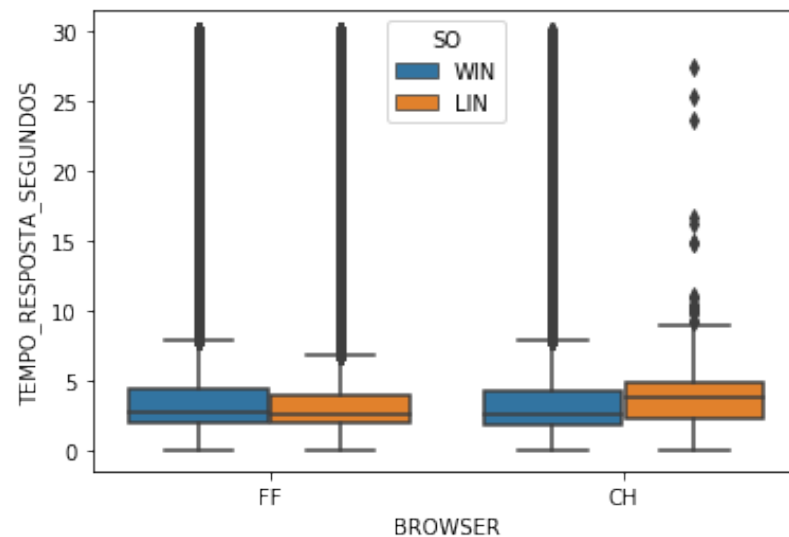 TEMPO_RESPOSTA_SEGUNDOS
30
25
20
15
10
5
0
SO
WIN
LIN
FF
CH
BROWSER